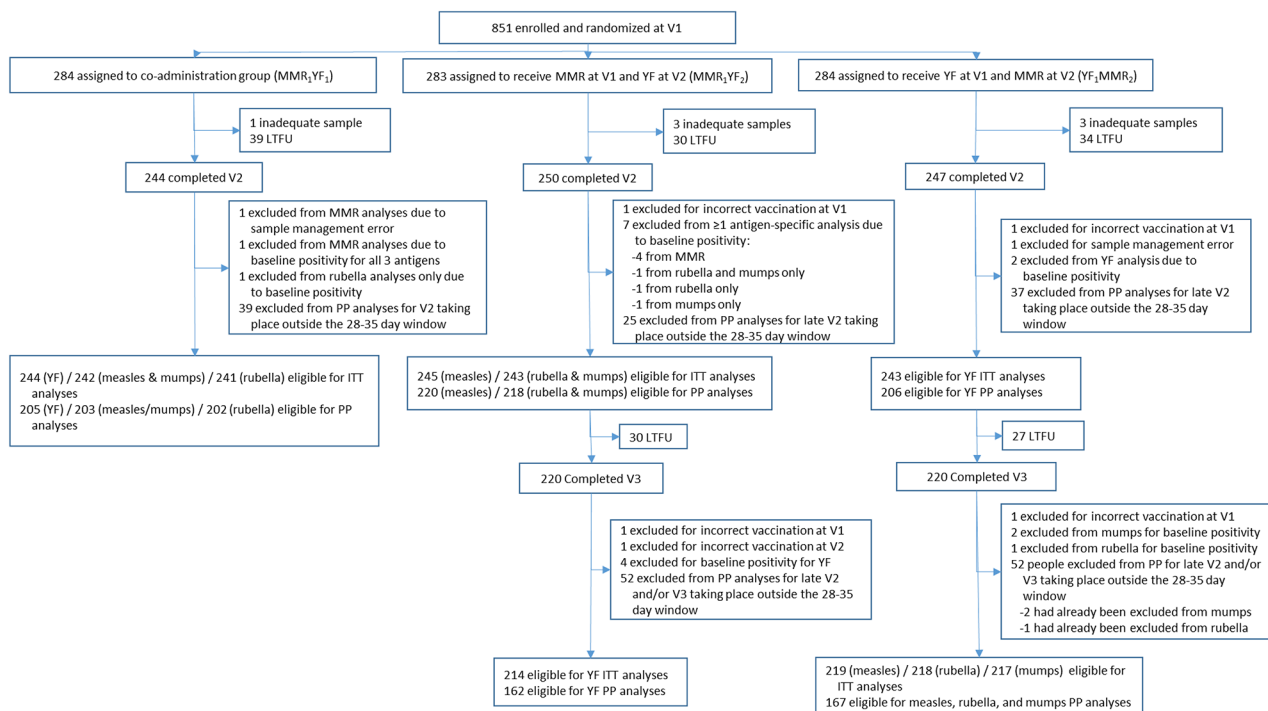 851 enrolled and randomized at V1
284 assigned to co-administration group (MMR₁YF₁)
283 assigned to receive MMR at V1 and YF at V2 (MMR₁YF₂)
284 assigned to receive YF at V1 and MMR at V2 (YF₁MMR₂)
1 inadequate sample
39 LTFU
3 inadequate samples
30 LTFU
3 inadequate samples
34 LTFU
244 completed V2
250 completed V2
247 completed V2
1 excluded from MMR analyses due to
sample management error
1 excluded from MMR analyses due to
baseline positivity for all 3 antigens
1 excluded from rubella analyses only due
to baseline positivity
39 excluded from PP analyses for V2 taking
place outside the 28-35 day window
1 excluded for incorrect vaccination at V1
7 excluded from ≥1 antigen-specific analysis due
to baseline positivity:
-4 from MMR
-1 from rubella and mumps only
-1 from rubella only
-1 from mumps only
25 excluded from PP analyses for late V2 taking
place outside the 28-35 day window
1 excluded for incorrect vaccination at V1
1 excluded for sample management error
2 excluded from YF analysis due to
baseline positivity
37 excluded from PP analyses for late V2
taking place outside the 28-35 day
window
244 (YF) / 242 (measles & mumps) / 241 (rubella) eligible for ITT
analyses
205 (YF) / 203 (measles/mumps) / 202 (rubella) eligible for PP
analyses
245 (measles) / 243 (rubella & mumps) eligible for ITT analyses
220 (measles) / 218 (rubella & mumps) eligible for PP analyses
243 eligible for YF ITT analyses
206 eligible for YF PP analyses
30 LTFU
27 LTFU
220 Completed V3
220 Completed V3
1 excluded for incorrect vaccination at V1
1 excluded for incorrect vaccination at V2
4 excluded for baseline positivity for YF
52 excluded from PP analyses for late V2
and/or V3 taking place outside the 28-35
day window
1 excluded for incorrect vaccination at V1
2 excluded from mumps for baseline positivity
1 excluded from rubella for baseline positivity
52 people excluded from PP for late V2 and/or
V3 taking place outside the 28-35 day
window
-2 had already been excluded from mumps
-1 had already been excluded from rubella
214 eligible for YF ITT analyses
162 eligible for YF PP analyses
219 (measles) / 218 (rubella) / 217 (mumps) eligible for
ITT analyses
167 eligible for measles, rubella, and mumps PP analyses